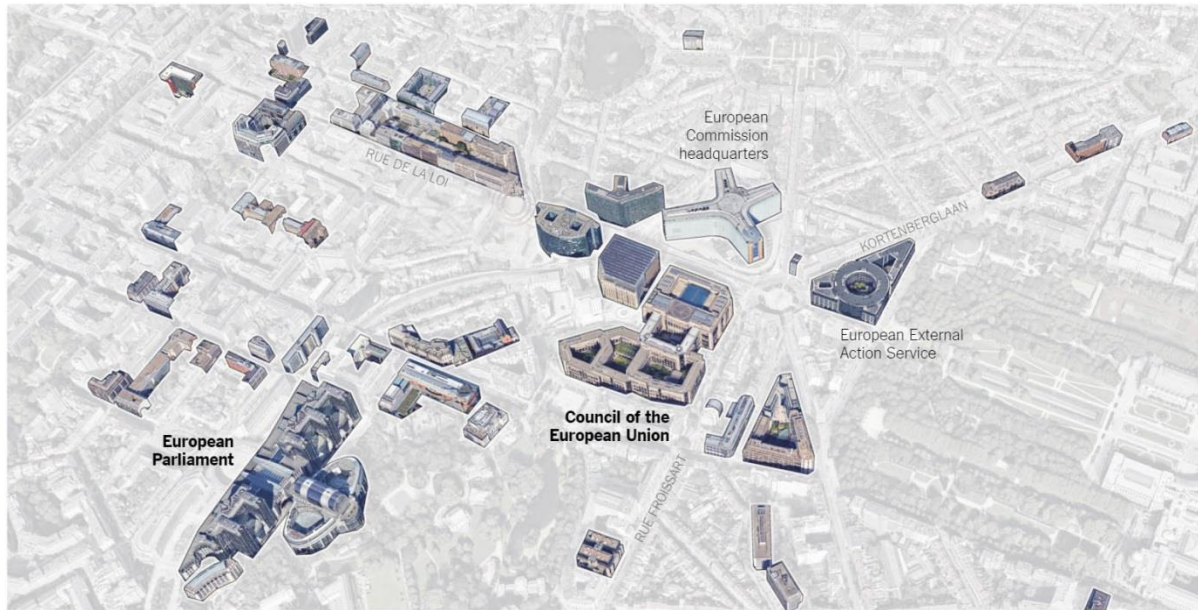 European
Commission
headquarters
RUE DE LA LOI
KORTENBERGLAAN
European External
Action Service
Council of the
European Union
European
Parliament
RUE FROISSART